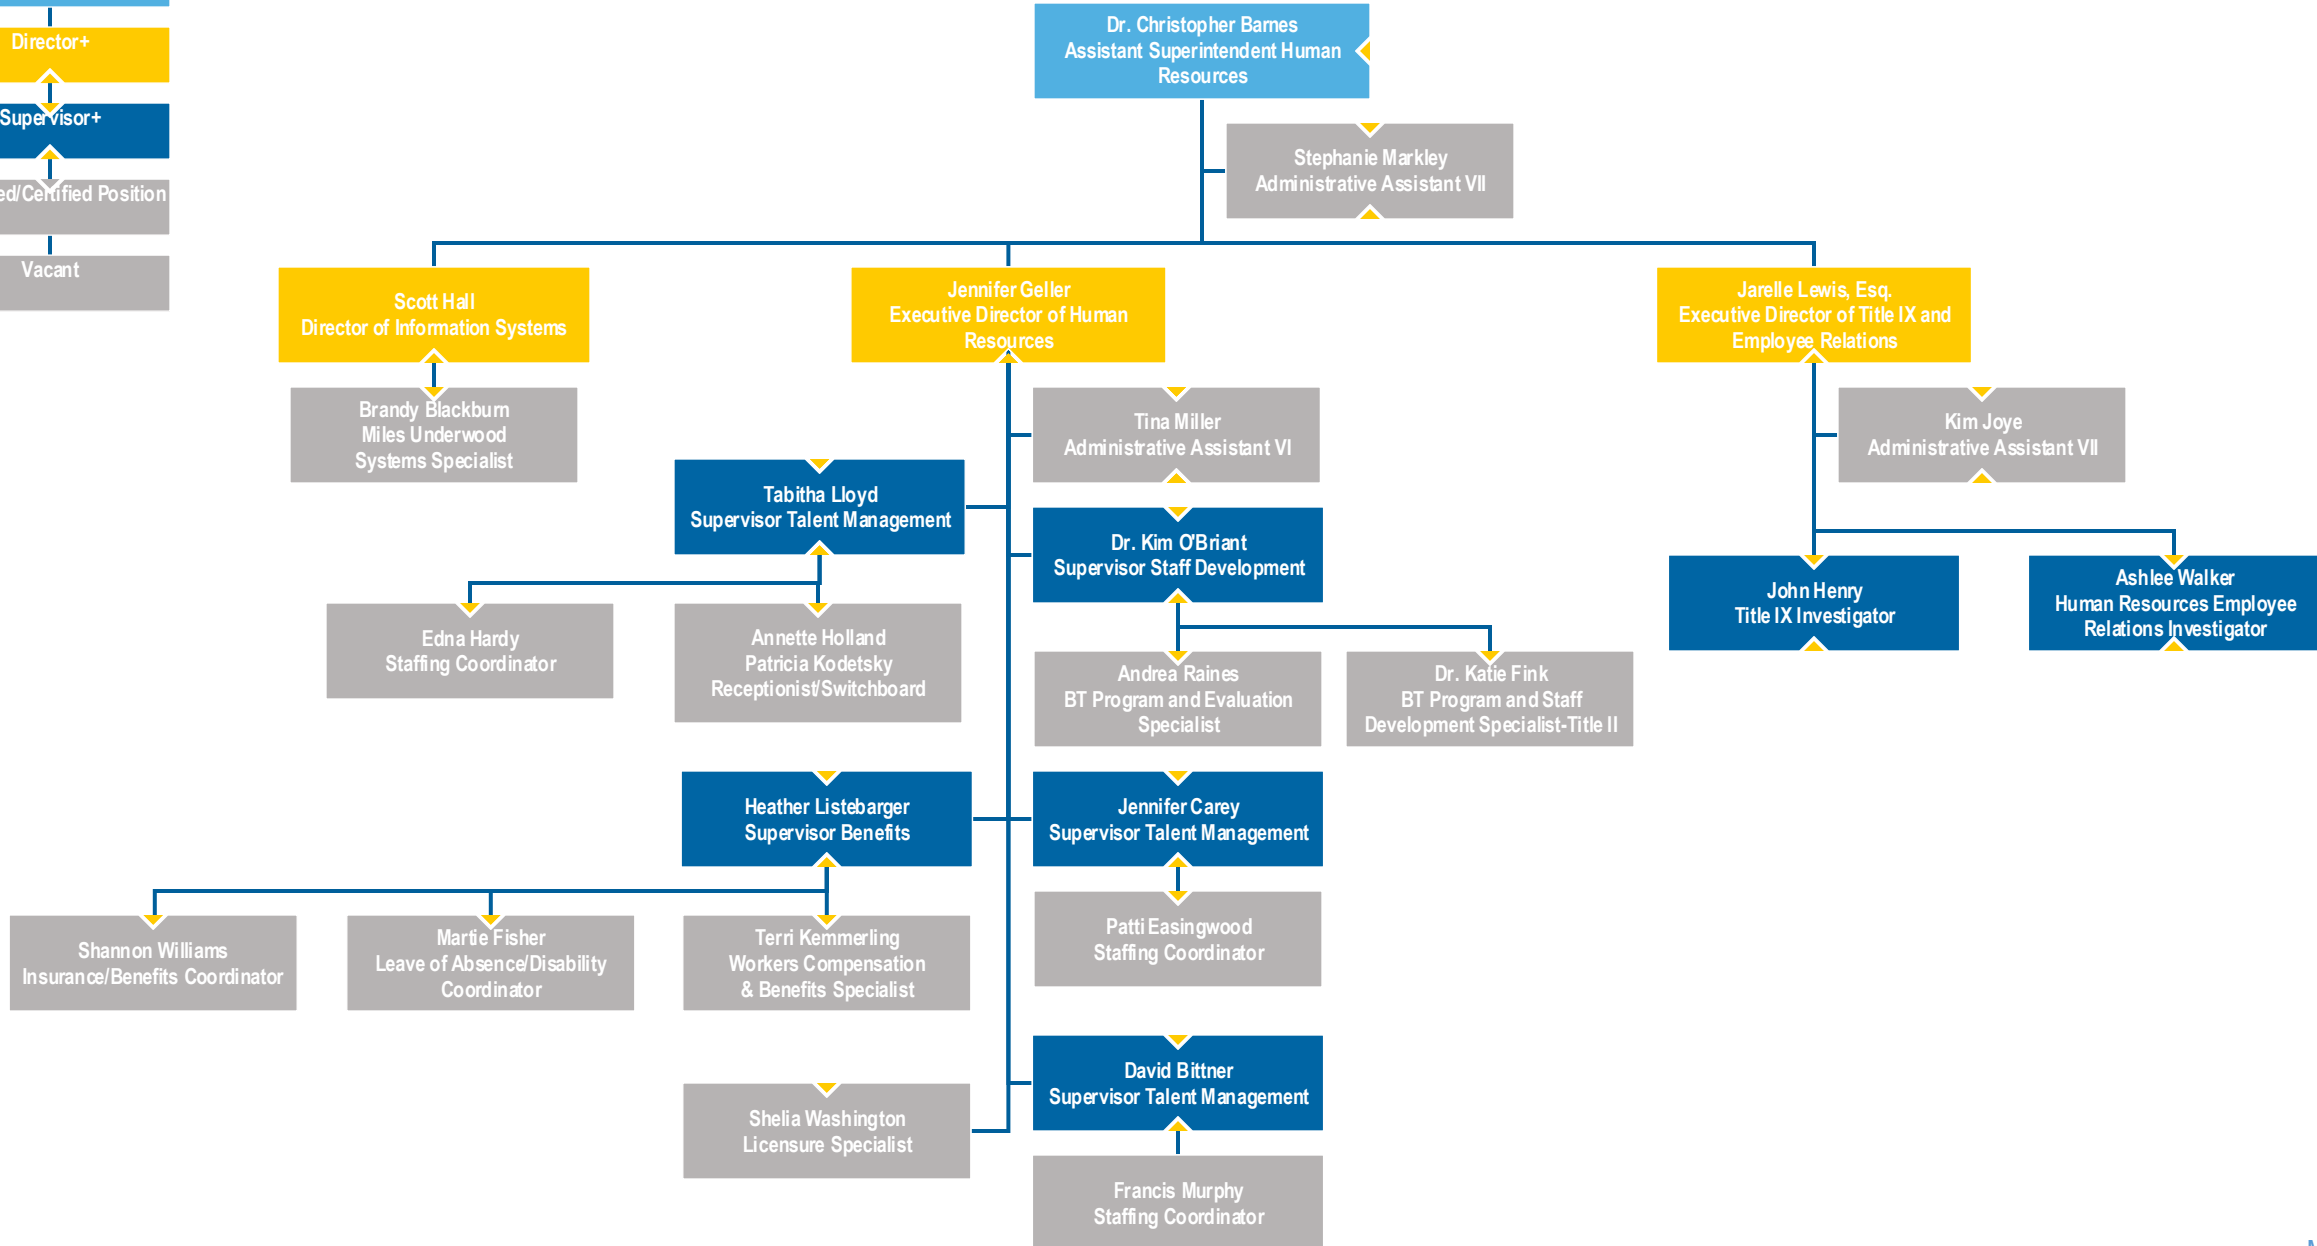 Director+
Supervisor+
ed/Certified Position
Vacant
Dr. Christopher Barnes
Assistant Superintendent Human
Resources
Stephanie Markley
Administrative Assistant VII
Scott Hall
Director of Information Systems
Jennifer Geller
Executive Director of Human
Resources
Jarelle Lewis, Esq.
Executive Director of Title IX and
Employee Relations
Brandy Blackburn
Miles Underwood
Systems Specialist
Tina Miller
Administrative Assistant VI
Kim Joye
Administrative Assistant VII
Tabitha Lloyd
Supervisor Talent Management
Dr. Kim O'Briant
Supervisor Staff Development
John Henry
Title IX Investigator
Ashlee Walker
Human Resources Employee
Relations Investigator
Edna Hardy
Staffing Coordinator
Annette Holland
Patricia Kodetsky
Receptionist/Switchboard
Andrea Raines
BT Program and Evaluation
Specialist
Dr. Katie Fink
BT Program and Staff
Development Specialist-Title II
Heather Listebarger
Supervisor Benefits
Jennifer Carey
Supervisor Talent Management
Shannon Williams
Insurance/Benefits Coordinator
Martie Fisher
Leave of Absence/Disability
Coordinator
Terri Kemmerling
Workers Compensation
& Benefits Specialist
Patti Easingwood
Staffing Coordinator
David Bittner
Supervisor Talent Management
Shelia Washington
Licensure Specialist
Francis Murphy
Staffing Coordinator